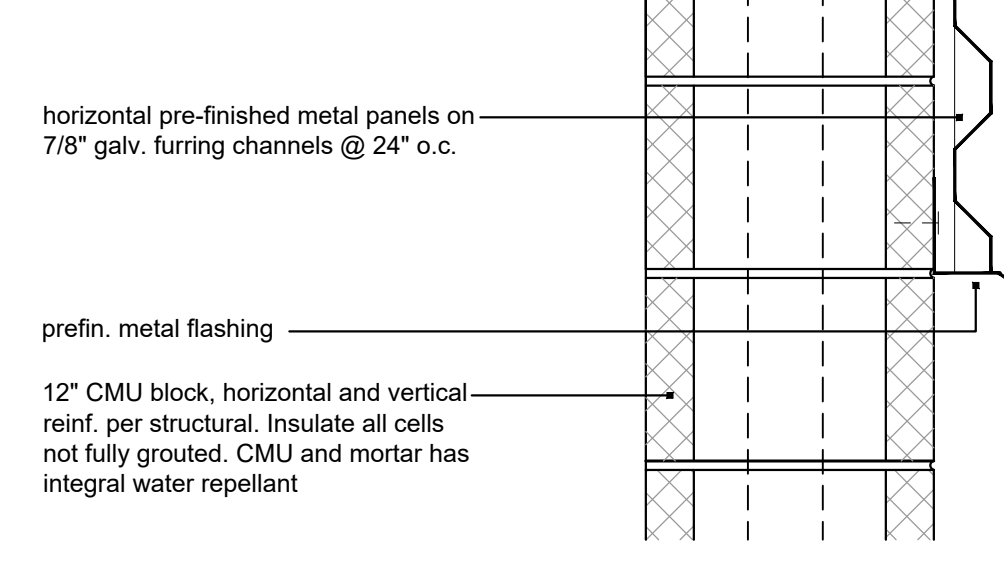 horizontal pre-finished metal panels on
7/8" galv. furring channels @ 24" o.c.
prefin. metal flashing
12" CMU block, horizontal and vertical
reinf. per structural. Insulate all cells
not fully grouted. CMU and mortar has
integral water repellant